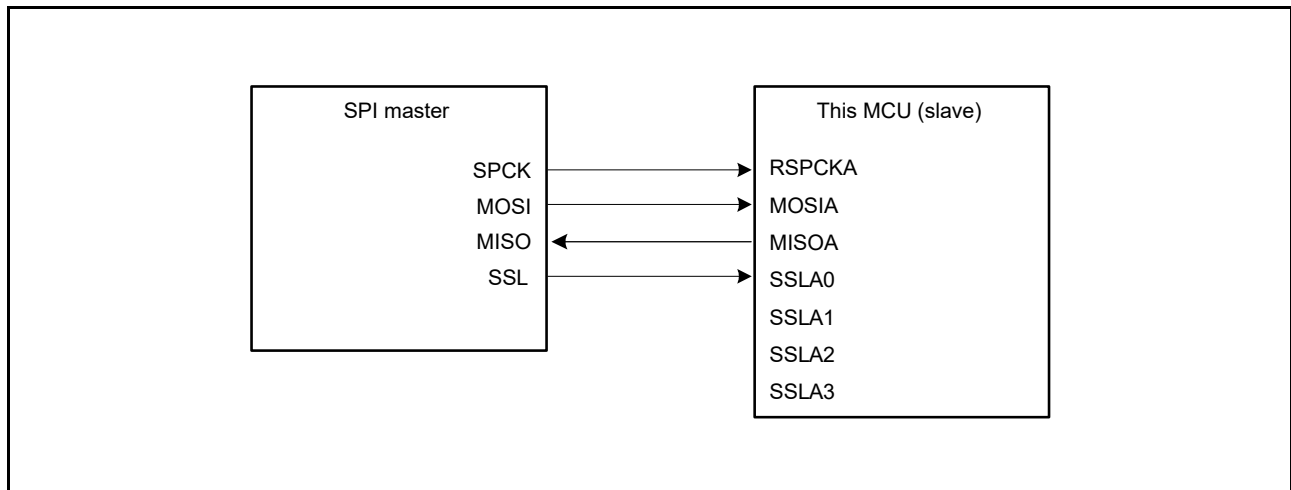 SPI master
SPCK
MOSI
MISO
SSL
This MCU (slave)
RSPCKA
MOSIA
MISOA
SSLA0
SSLA1
SSLA2
SSLA3